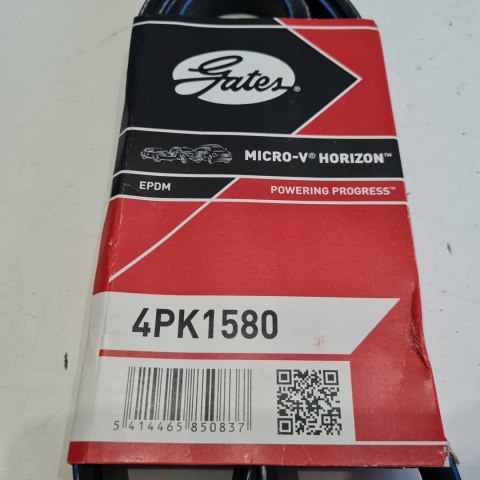 Gates®
MICRO-V® HORIZON™
EPDM
POWERING PROGRESS™
4PK1580
5 414465 850837